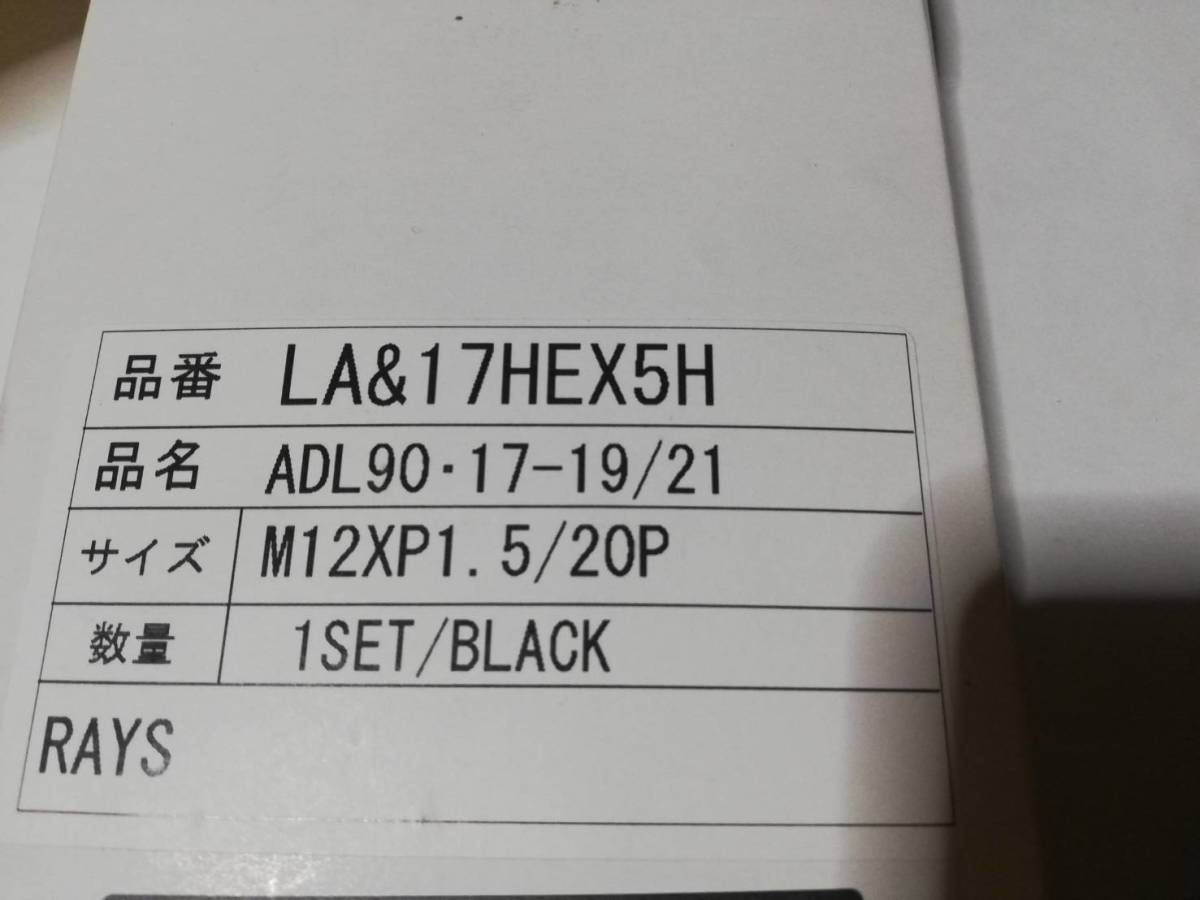 品番 LA&17HEX5H
品名 ADL90・17-19/21
サイズ M12XP1.5/20P
数量 1SET/BLACK
RAYS